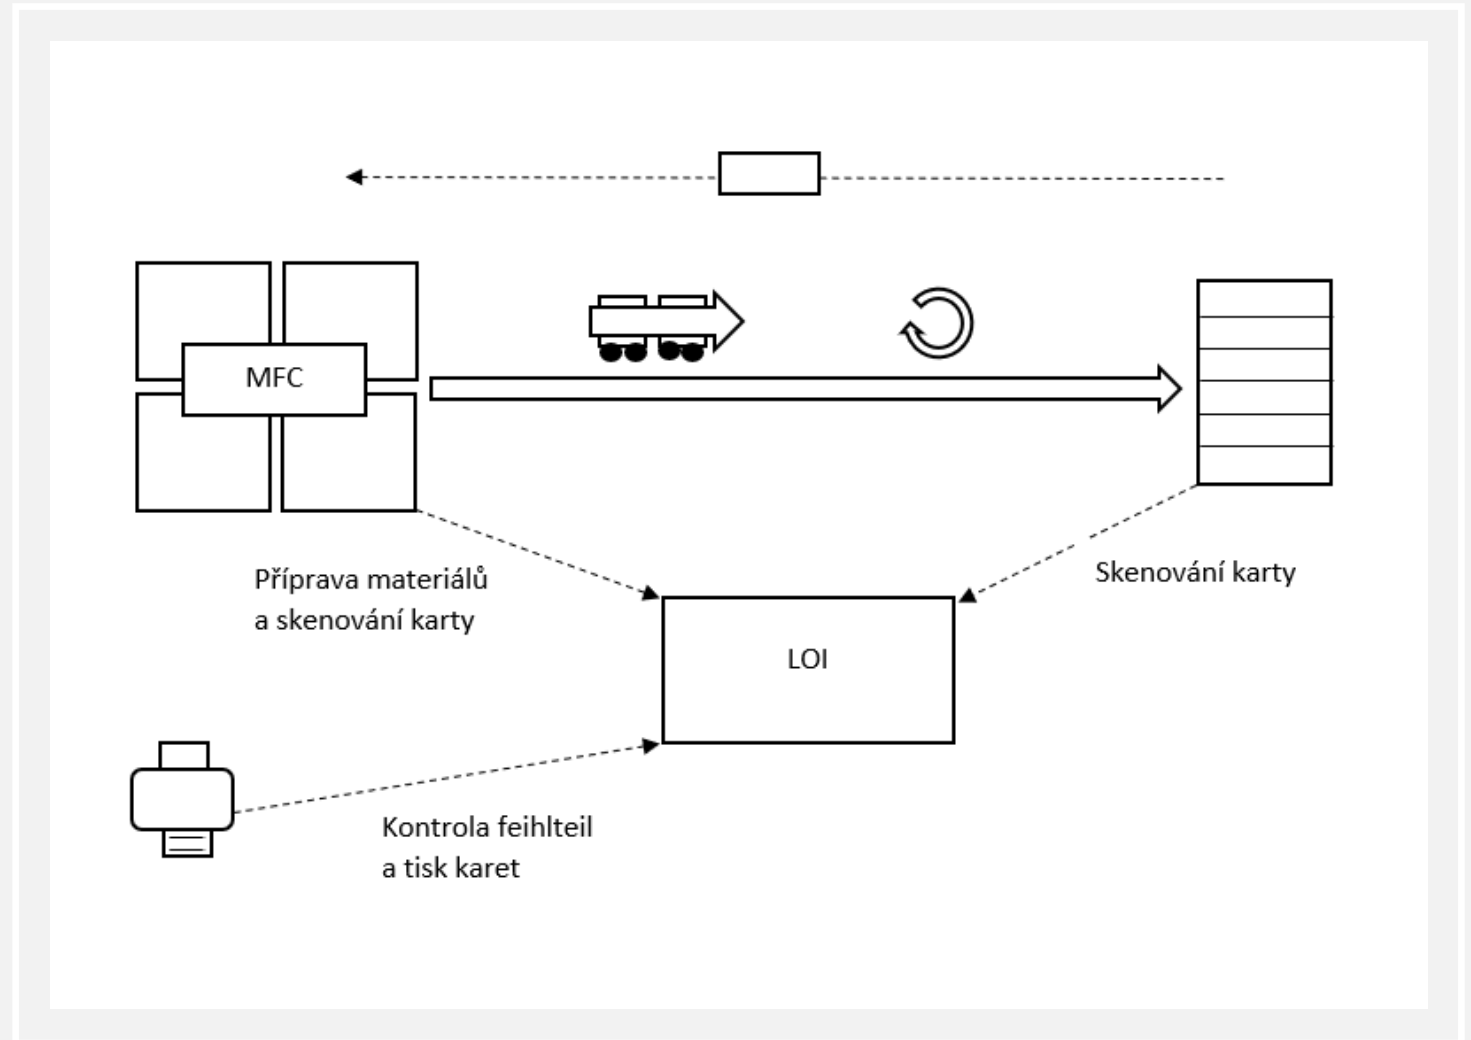 MFC
Příprava materiálů
a skenování karty
Skenování karty
LOI
Kontrola feihlteil
a tisk karet